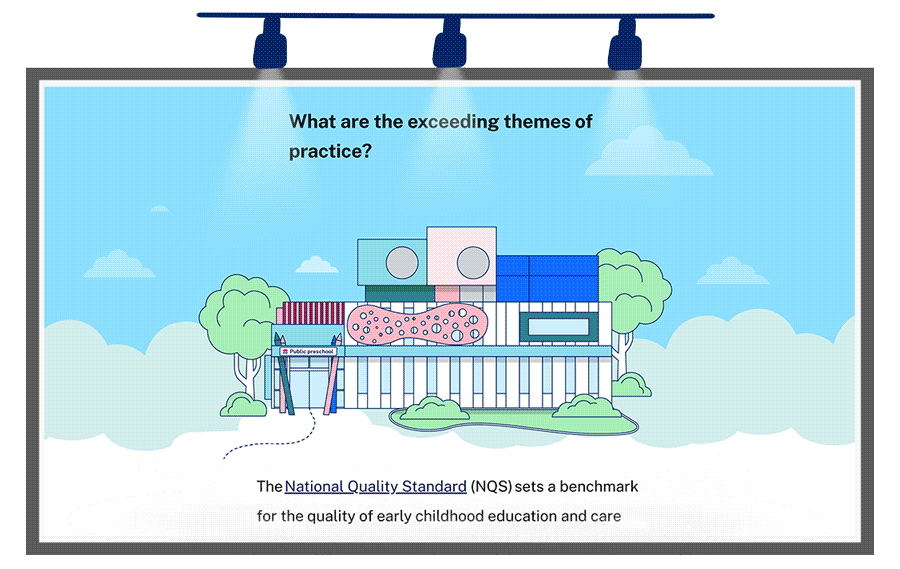 What are the exceeding themes of
practice?
Public preschool
The National Quality Standard (NQS) sets a benchmark
for the quality of early childhood education and care